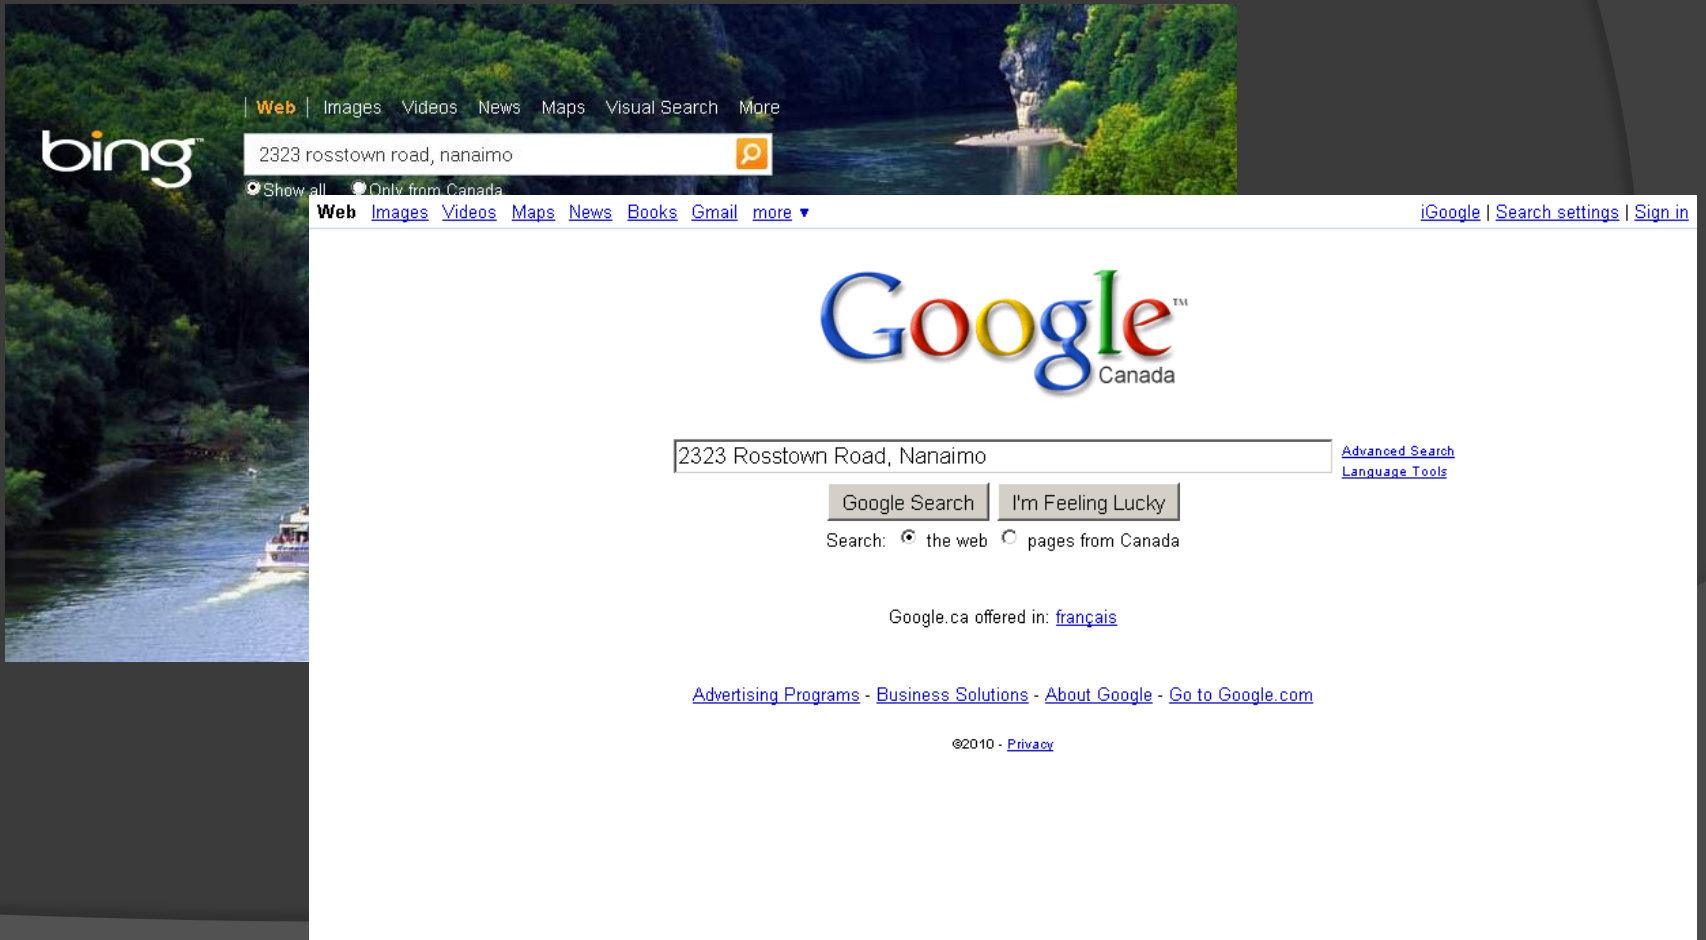 | Web | Images Videos News Maps Visual Search More
bing™
2323 rosstown road, nanaimo
Show all Only from Canada
Web Images Videos Maps News Books Gmail more ▼ iGoogle | Search settings | Sign in
Google™
Canada
2323 Rosstown Road, Nanaimo
Advanced Search
Language Tools
Google Search I'm Feeling Lucky
Search: the web pages from Canada
Google.ca offered in: français
Advertising Programs - Business Solutions - About Google - Go to Google.com
©2010 - Privacy